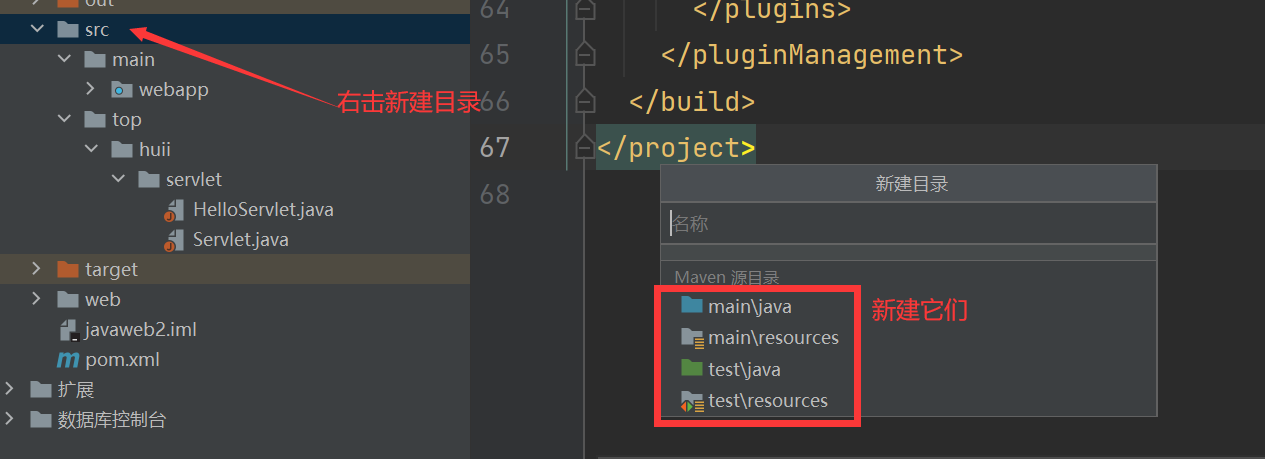 out
src
main
webapp
top
huii
servlet
HelloServlet.java
Servlet.java
target
web
javaweb2.iml
pom.xml
扩展
数据库控制台
右击新建目录
64 </plugins>
65 </pluginManagement>
66 </build>
67 </project>
68
新建目录
名称
Maven 源目录
main\java
main\resources
test\java
test\resources
新建它们